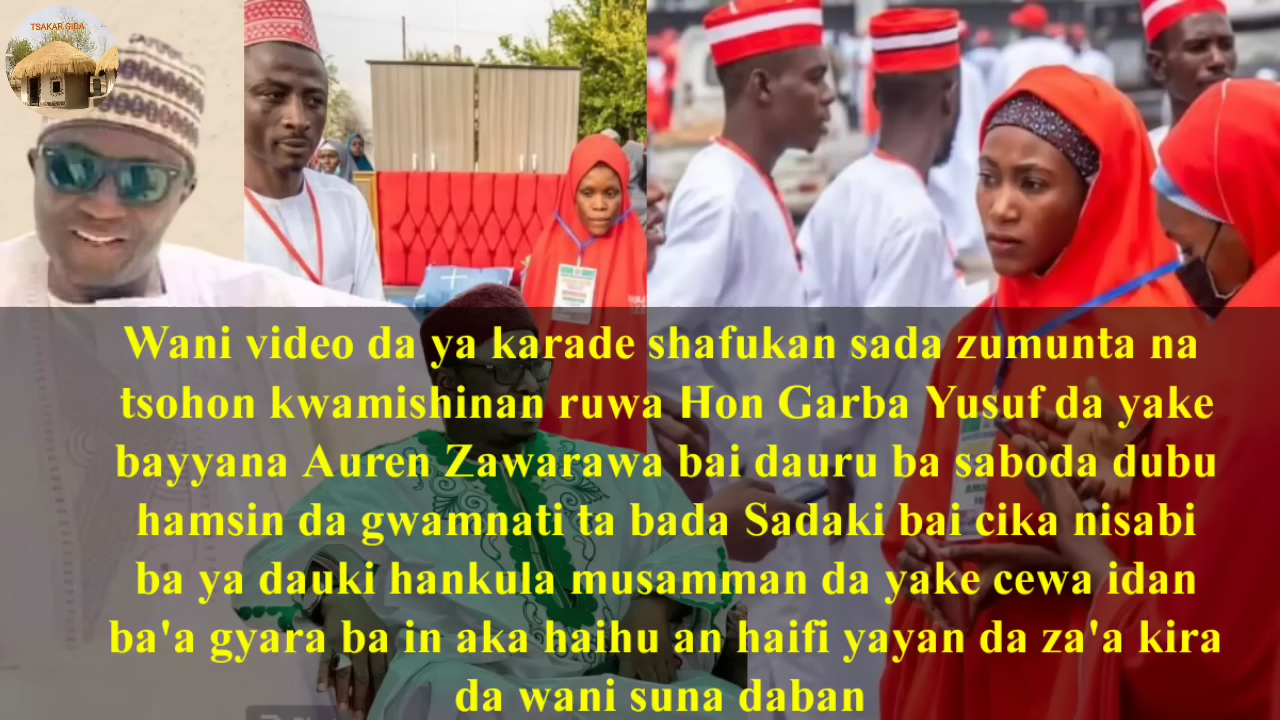 TSAKAR GIDA
Wani video da ya karade shafukan sada zumunta na
tsohon kwamishinan ruwa Hon Garba Yusuf da yake
bayyana Auren Zawarawa bai dauru ba saboda dubu
hamsin da gwamnati ta bada Sadaki bai cika nisabi
ba ya dauki hankula musamman da yake cewa idan
ba'a gyara ba in aka haihu an haifi yayan da za'a kira
da wani suna daban